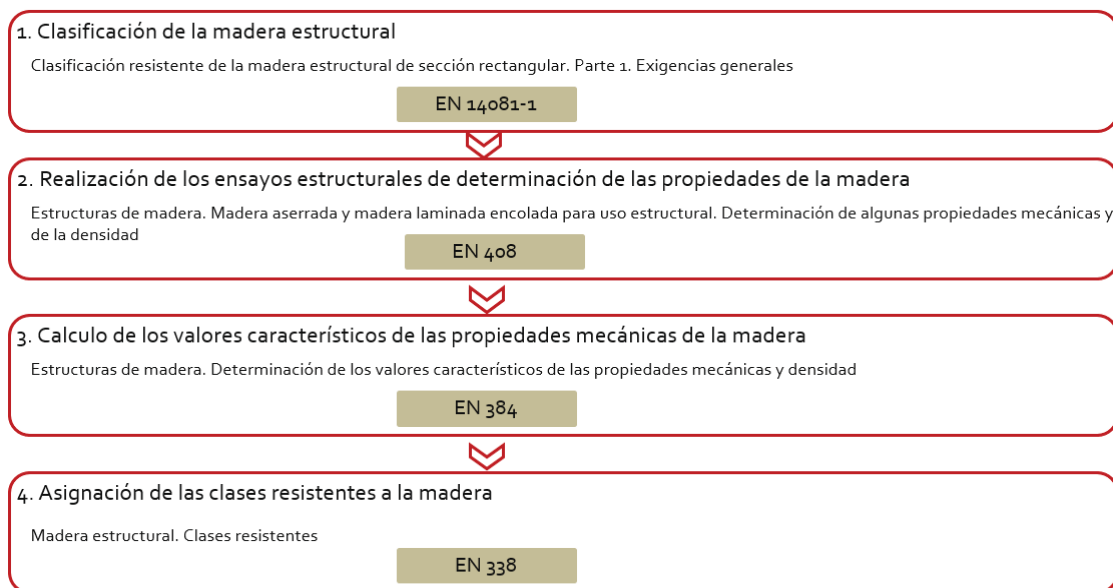 1. Clasificación de la madera estructural
Clasificación resistente de la madera estructural de sección rectangular. Parte 1. Exigencias generales
EN 14081-1
2. Realización de los ensayos estructurales de determinación de las propiedades de la madera
Estructuras de madera. Madera aserrada y madera laminada encolada para uso estructural. Determinación de algunas propiedades mecánicas y
de la densidad
EN 408
3. Calculo de los valores característicos de las propiedades mecánicas de la madera
Estructuras de madera. Determinación de los valores característicos de las propiedades mecánicas y densidad
EN 384
4. Asignación de las clases resistentes a la madera
Madera estructural. Clases resistentes
EN 338